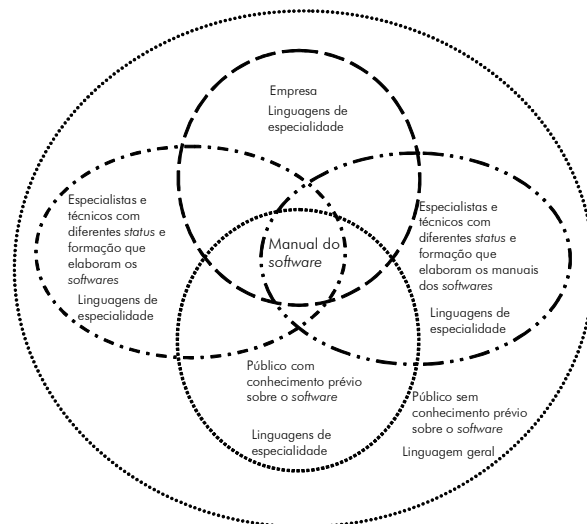 Empresa
Linguagens de
especialidade
Especialistas e
técnicos com
diferentes status e
formação que
elaboram os
softwares
Linguagens de
especialidade
Manual do
software
Especialistas e
técnicos com
diferentes status e
formação que
elaboram os manuais
dos softwares
Linguagens de
especialidade
Público com
conhecimento prévio
sobre o software
Linguagens de
especialidade
Público sem
conhecimento prévio
sobre o software
Linguagem geral